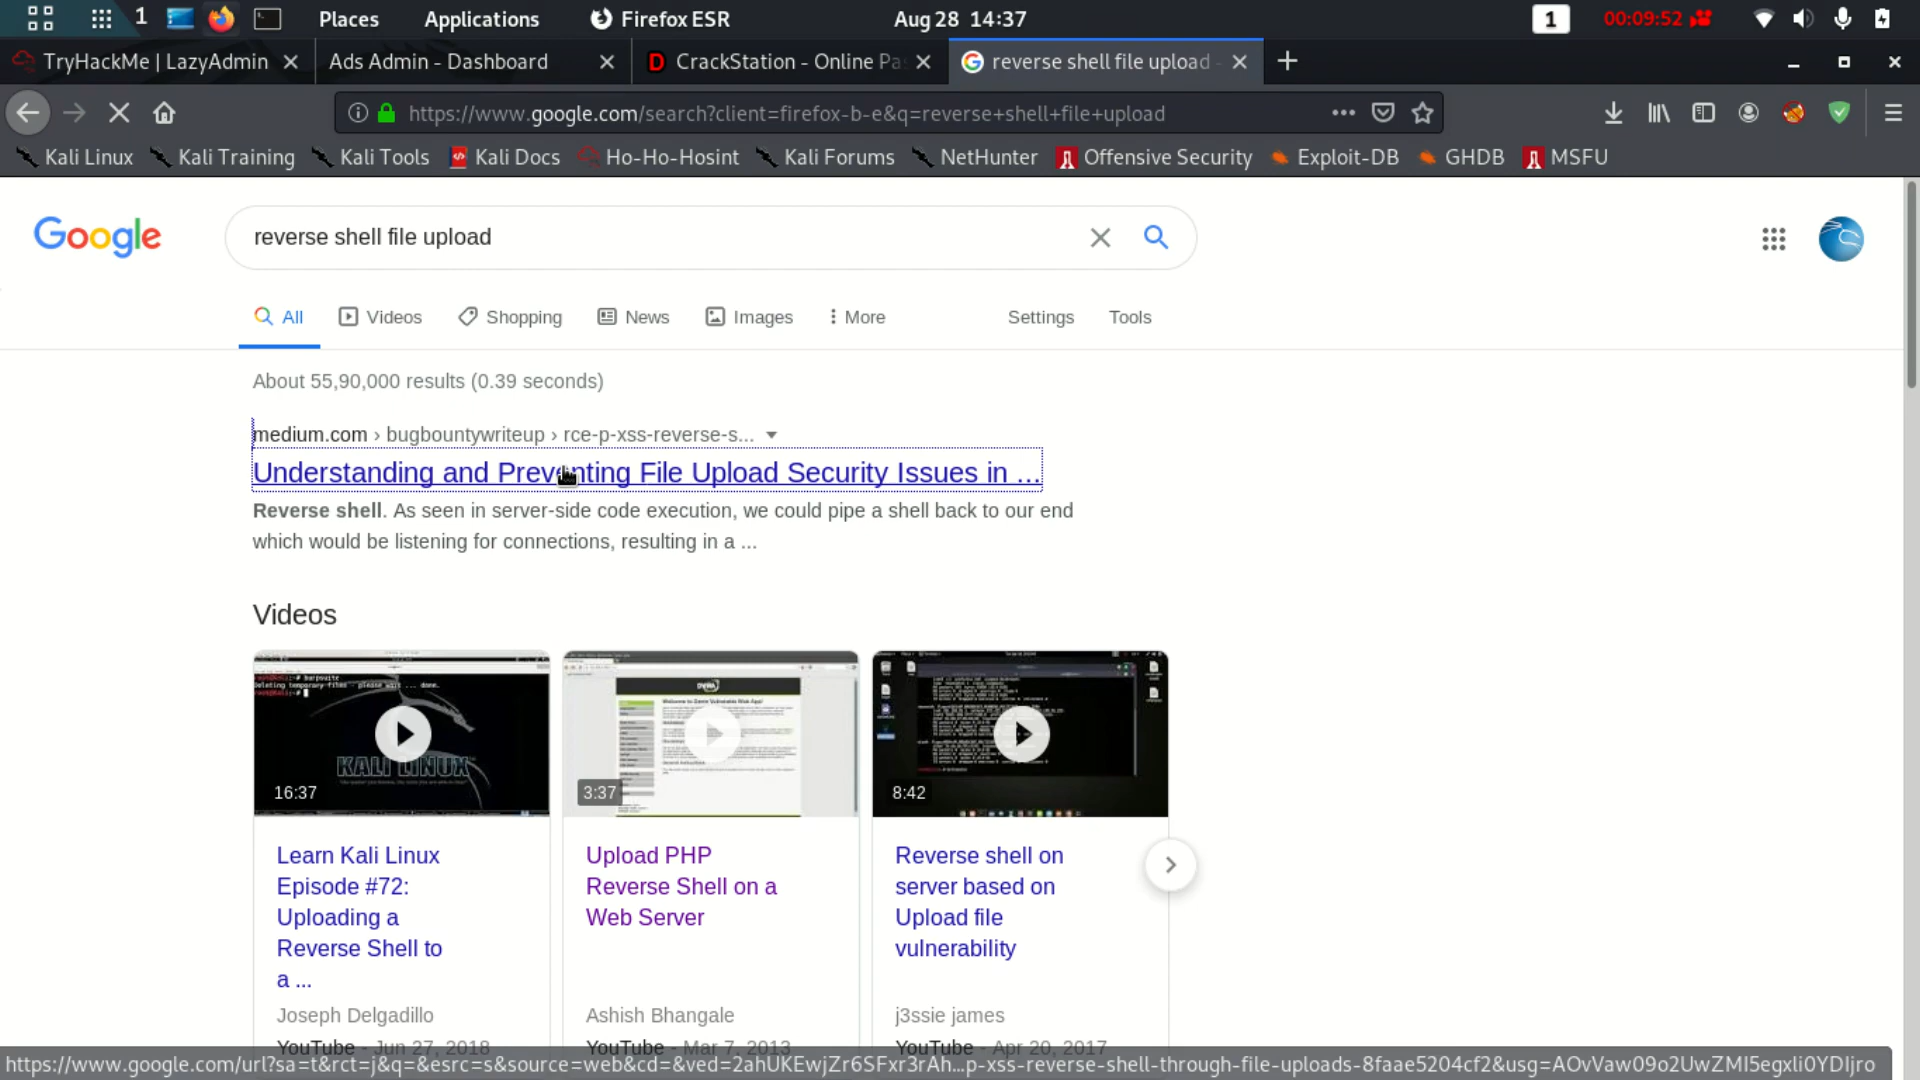 1 Places Applications Firefox ESR Aug 28 14:37 1 00:09:52
TryHackMe | LazyAdmin Ads Admin - Dashboard CrackStation - Online Pas reverse shell file upload -
https://www.google.com/search?client=firefox-b-e&q=reverse+shell+file+upload
Kali Linux Kali Training Kali Tools Kali Docs Ho-Ho-Hosint Kali Forums NetHunter Offensive Security Exploit-DB GHDB MSFU
Google reverse shell file upload
All Videos Shopping News Images More Settings Tools
About 55,90,000 results (0.39 seconds)
medium.com › bugbountywriteup › rce-p-xss-reverse-s...
Understanding and Preventing File Upload Security Issues in ...
Reverse shell. As seen in server-side code execution, we could pipe a shell back to our end
which would be listening for connections, resulting in a ...
Videos
KALI LINUX
16:37 3:37 8:42
Learn Kali Linux
Episode #72:
Uploading a
Reverse Shell to
a ...
Joseph Delgadillo
YouTube - Jun 27, 2018
Upload PHP
Reverse Shell on a
Web Server
Ashish Bhangale
YouTube - Mar 7, 2013
Reverse shell on
server based on
Upload file
vulnerability
j3ssie james
YouTube - Apr 20, 2017
https://www.google.com/url?sa=t&rct=j&q=&esrc=s&source=web&cd=&ved=2ahUKEwjZr6SFxr3rAh…p-xss-reverse-shell-through-file-uploads-8faae5204cf2&usg=AOvVaw09o2UwZMI5egxli0YDIjro